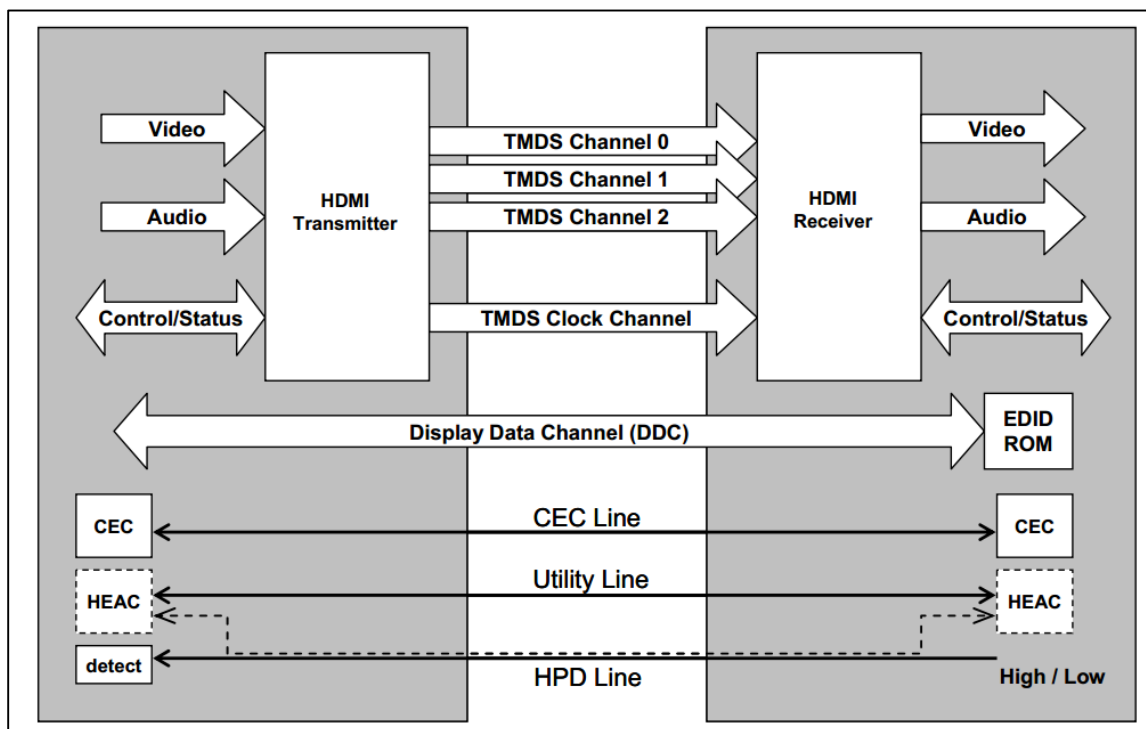 Video
Audio
Control/Status
HDMI
Transmitter
TMDS Channel 0
TMDS Channel 1
TMDS Channel 2
TMDS Clock Channel
HDMI
Receiver
Video
Audio
Control/Status
Display Data Channel (DDC)
EDID
ROM
CEC
CEC Line
CEC
HEAC
Utility Line
HEAC
detect
HPD Line
High / Low